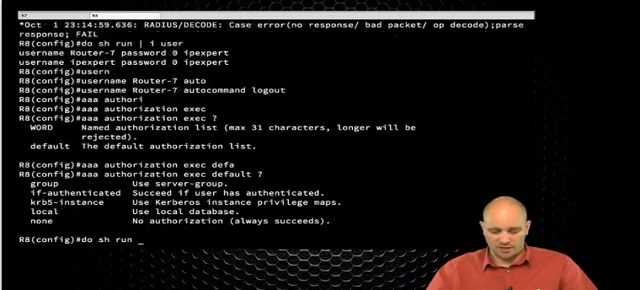 R7
R8
*Oct  1 23:14:59.636: RADIUS/DECODE: Case error(no response/ bad packet/ op decode);parse
response; FAIL
R8(config)#do sh run | i user
username Router-7 password 0 ipexpert
username ipexpert password 0 ipexpert
R8(config)#usern
R8(config)#username Router-7 auto
R8(config)#username Router-7 autocommand logout
R8(config)#aaa authori
R8(config)#aaa authorization exec
R8(config)#aaa authorization exec ?
WORD     Named authorization list (max 31 characters, longer will be
rejected).
default  The default authorization list.
R8(config)#aaa authorization exec defa
R8(config)#aaa authorization exec default ?
group             Use server-group.
if-authenticated  Succeed if user has authenticated.
krb5-instance     Use Kerberos instance privilege maps.
local             Use local database.
none              No authorization (always succeeds).
R8(config)#do sh run _